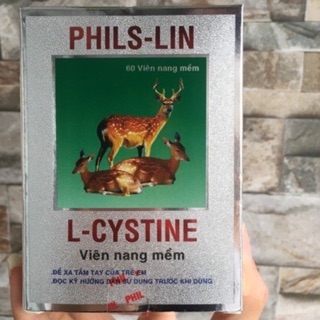 PHILS-LIN
60 Viên nang mềm
L-CYSTINE
Viên nang mềm
.ĐỂ XA TẦM TAY CỦA TRẺ EM
.ĐỌC KỸ HƯỚNG DẪN SỬ DỤNG TRƯỚC KHI DÙNG
PHIL